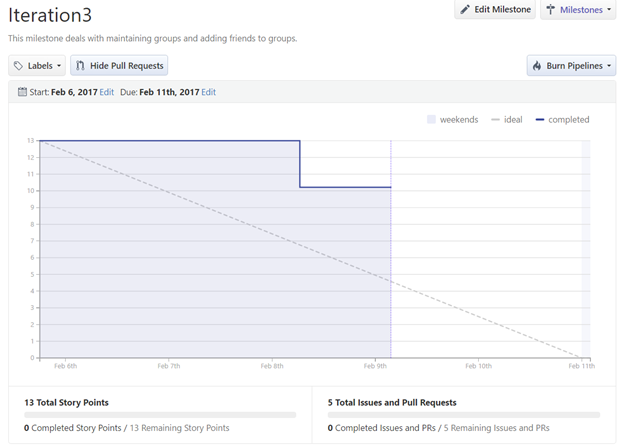 Iteration3
Edit Milestone
Milestones
This milestone deals with maintaining groups and adding friends to groups.
Labels
Hide Pull Requests
Burn Pipelines
Start: Feb 6, 2017 Edit Due: Feb 11th, 2017 Edit
weekends ideal completed
13
12
11
10
9
8
7
6
5
4
3
2
1
0
Feb 6th Feb 7th Feb 8th Feb 9th Feb 10th Feb 11th
13 Total Story Points
0 Completed Story Points / 13 Remaining Story Points
5 Total Issues and Pull Requests
0 Completed Issues and PRs / 5 Remaining Issues and PRs